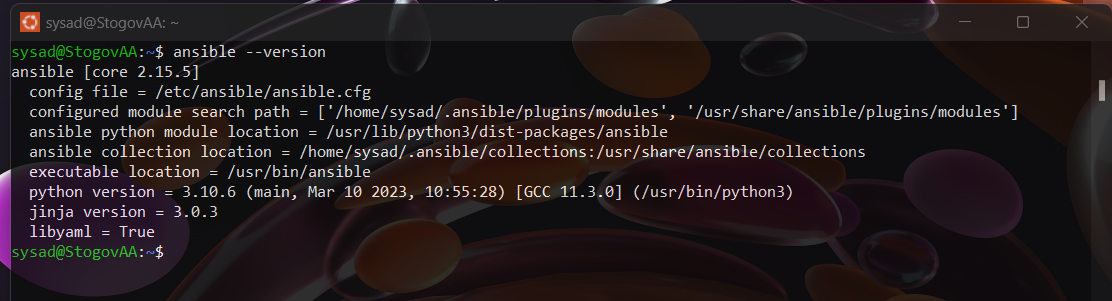 sysad@StogovAA: ~
sysad@StogovAA:~$ ansible --version
ansible [core 2.15.5]
  config file = /etc/ansible/ansible.cfg
  configured module search path = ['/home/sysad/.ansible/plugins/modules', '/usr/share/ansible/plugins/modules']
  ansible python module location = /usr/lib/python3/dist-packages/ansible
  ansible collection location = /home/sysad/.ansible/collections:/usr/share/ansible/collections
  executable location = /usr/bin/ansible
  python version = 3.10.6 (main, Mar 10 2023, 10:55:28) [GCC 11.3.0] (/usr/bin/python3)
  jinja version = 3.0.3
  libyaml = True
sysad@StogovAA:~$